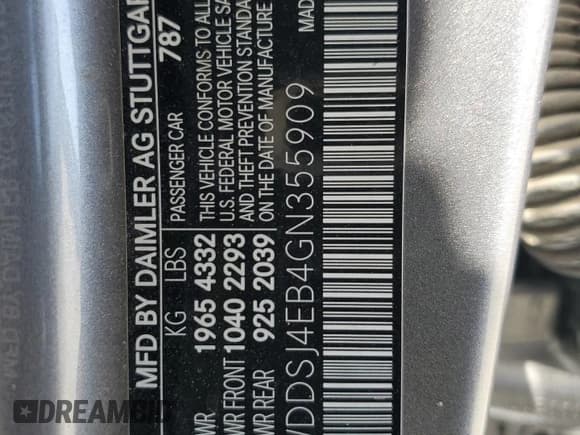 MFD BY DAIMLER AG STUTTGAR
787
KG LBS PASSENGER CAR
WR 1965 4332 THIS VEHICLE CONFORMS TO ALL
WR FRONT 1040 2293 U.S. FEDERAL MOTOR VEHICLE SA
WR REAR 925 2039 AND THEFT PREVENTION STANDA
ON THE DATE OF MANUFACTURE
MAD
WDDSJ4EB4GN355909
DREAMBIT